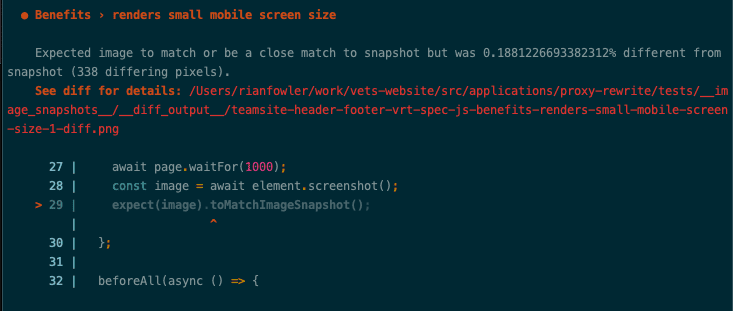 ● Benefits › renders small mobile screen size
Expected image to match or be a close match to snapshot but was 0.1881226693382312% different from
snapshot (338 differing pixels).
See diff for details: /Users/rianfowler/work/vets-website/src/applications/proxy-rewrite/tests/__im
age_snapshots__/__diff_output__/teamsite-header-footer-vrt-spec-js-benefits-renders-small-mobile-screen
-size-1-diff.png
27 | await page.waitFor(1000);
28 | const image = await element.screenshot();
> 29 | expect(image).toMatchImageSnapshot();
| ^
30 | };
31 |
32 | beforeAll(async () => {